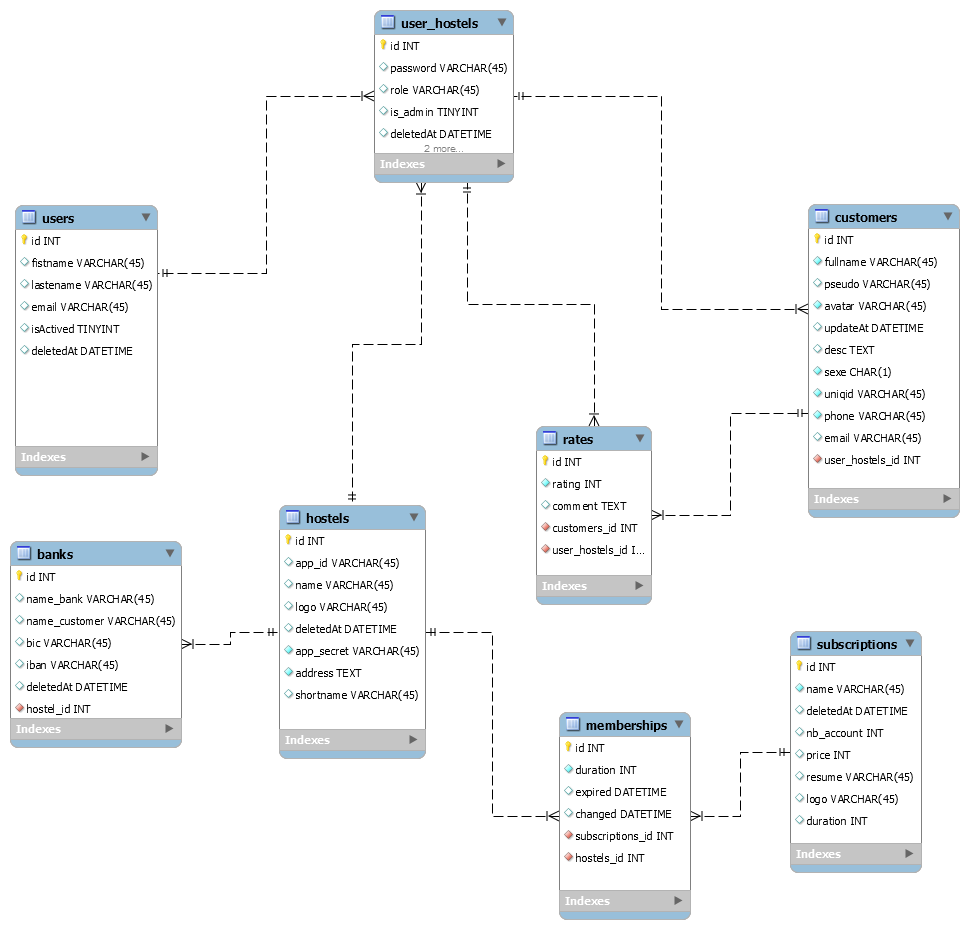 user_hostels
id INT
password VARCHAR(45)
role VARCHAR(45)
is_admin TINYINT
deletedAt DATETIME
2 more...
Indexes
users
id INT
fistname VARCHAR(45)
lastename VARCHAR(45)
email VARCHAR(45)
isActived TINYINT
deletedAt DATETIME
Indexes
customers
id INT
fullname VARCHAR(45)
pseudo VARCHAR(45)
avatar VARCHAR(45)
updateAt DATETIME
desc TEXT
sexe CHAR(1)
uniqid VARCHAR(45)
phone VARCHAR(45)
email VARCHAR(45)
user_hostels_id INT
Indexes
rates
id INT
rating INT
comment TEXT
customers_id INT
user_hostels_id I...
Indexes
hostels
id INT
app_id VARCHAR(45)
name VARCHAR(45)
logo VARCHAR(45)
deletedAt DATETIME
app_secret VARCHAR(45)
address TEXT
shortname VARCHAR(45)
Indexes
banks
id INT
name_bank VARCHAR(45)
name_customer VARCHAR(45)
bic VARCHAR(45)
iban VARCHAR(45)
deletedAt DATETIME
hostel_id INT
Indexes
subscriptions
id INT
name VARCHAR(45)
deletedAt DATETIME
nb_account INT
price INT
resume VARCHAR(45)
logo VARCHAR(45)
duration INT
Indexes
memberships
id INT
duration INT
expired DATETIME
changed DATETIME
subscriptions_id INT
hostels_id INT
Indexes